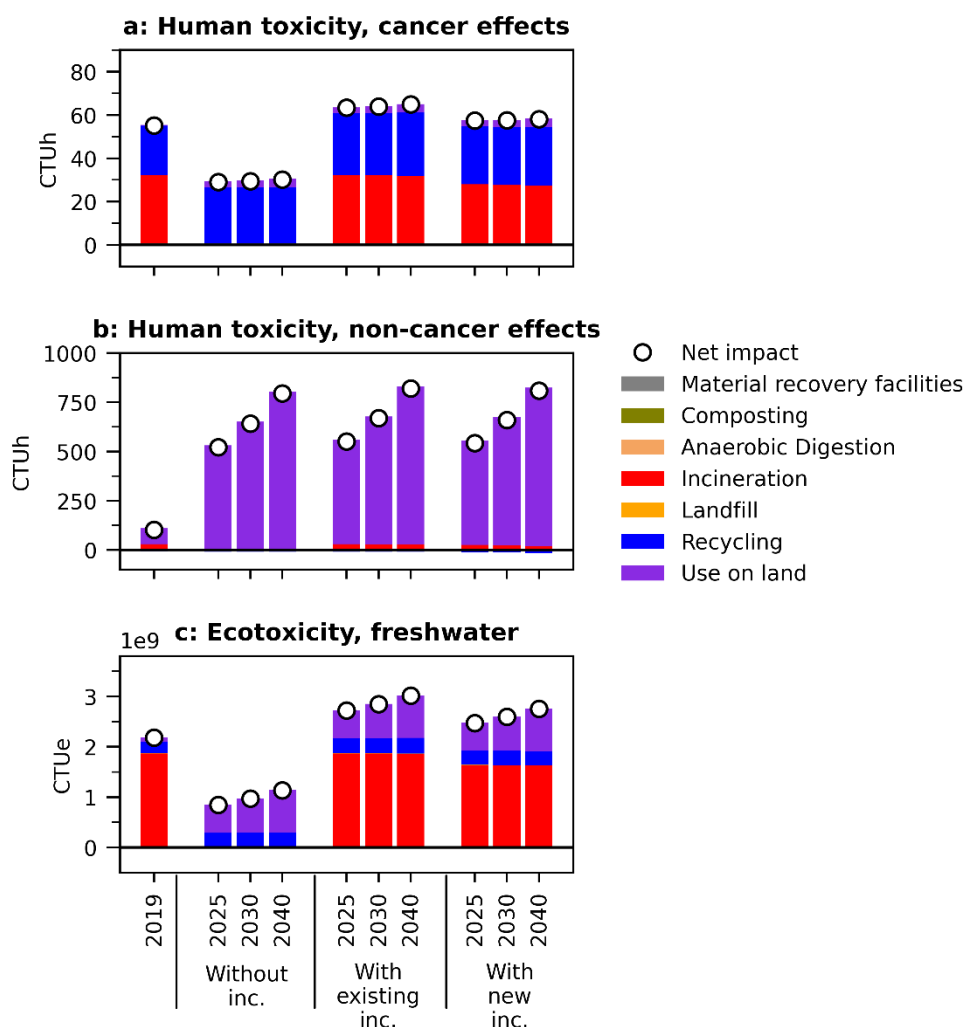 a: Human toxicity, cancer effects
80
60
40
20
0
CTUh
b: Human toxicity, non-cancer effects
1000
750
500
250
0
CTUh
Net impact
Material recovery facilities
Composting
Anaerobic Digestion
Incineration
Landfill
Recycling
Use on land
1e9
c: Ecotoxicity, freshwater
3
2
1
0
CTUe
2019
2025
2030
2040
2025
2030
2040
2025
2030
2040
Without
inc.
With
existing
inc.
With
new
inc.